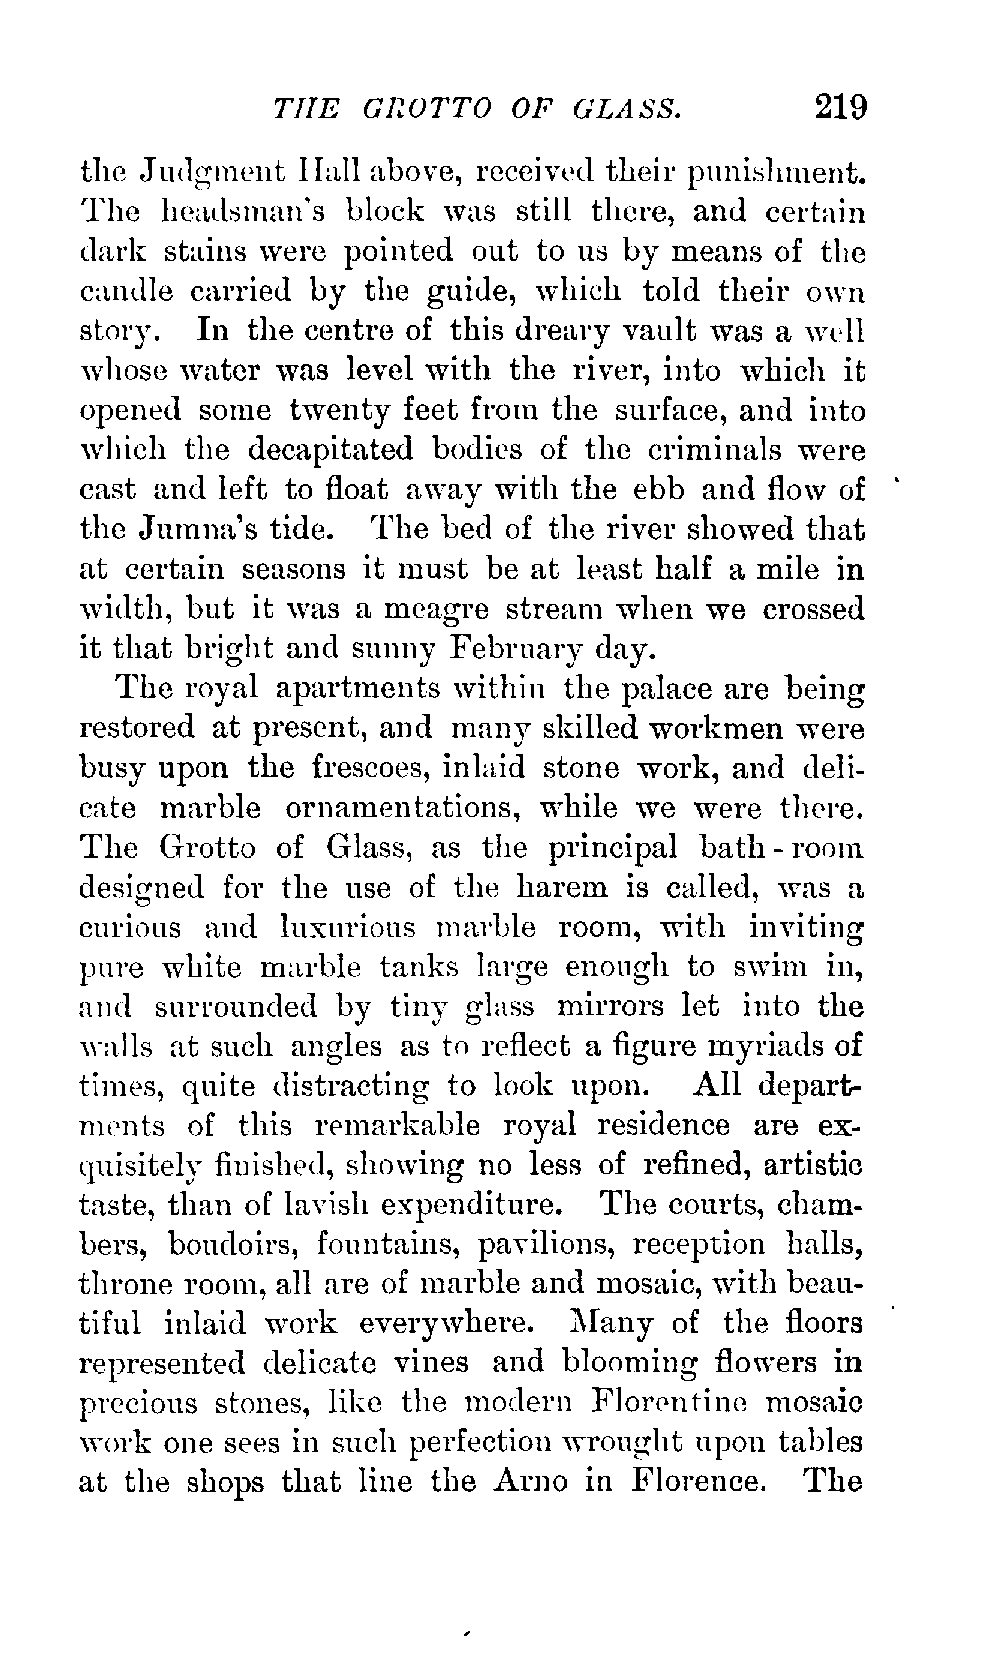 THE GROTTO OF GLASS. 219
the Judgment Hall above, received their punishment.
The headsman's block was still there, and certain
dark stains were pointed out to us by means of the
candle carried by the guide, which told their own
story. In the centre of this dreary vault was a well
whose water was level with the river, into which it
opened some twenty feet from the surface, and into
which the decapitated bodies of the criminals were
cast and left to float away with the ebb and flow of
the Jumna's tide. The bed of the river showed that
at certain seasons it must be at least half a mile in
width, but it was a meagre stream when we crossed
it that bright and sunny February day.
The royal apartments within the palace are being
restored at present, and many skilled workmen were
busy upon the frescoes, inlaid stone work, and deli-
cate marble ornamentations, while we were there.
The Grotto of Glass, as the principal bath-room
designed for the use of the harem is called, was a
curious and luxurious marble room, with inviting
pure white marble tanks large enough to swim in,
and surrounded by tiny glass mirrors let into the
walls at such angles as to reflect a figure myriads of
times, quite distracting to look upon. All depart-
ments of this remarkable royal residence are ex-
quisitely finished, showing no less of refined, artistic
taste, than of lavish expenditure. The courts, cham-
bers, boudoirs, fountains, pavilions, reception halls,
throne room, all are of marble and mosaic, with beau-
tiful inlaid work everywhere. Many of the floors
represented delicate vines and blooming flowers in
precious stones, like the modern Florentine mosaic
work one sees in such perfection wrought upon tables
at the shops that line the Arno in Florence. The